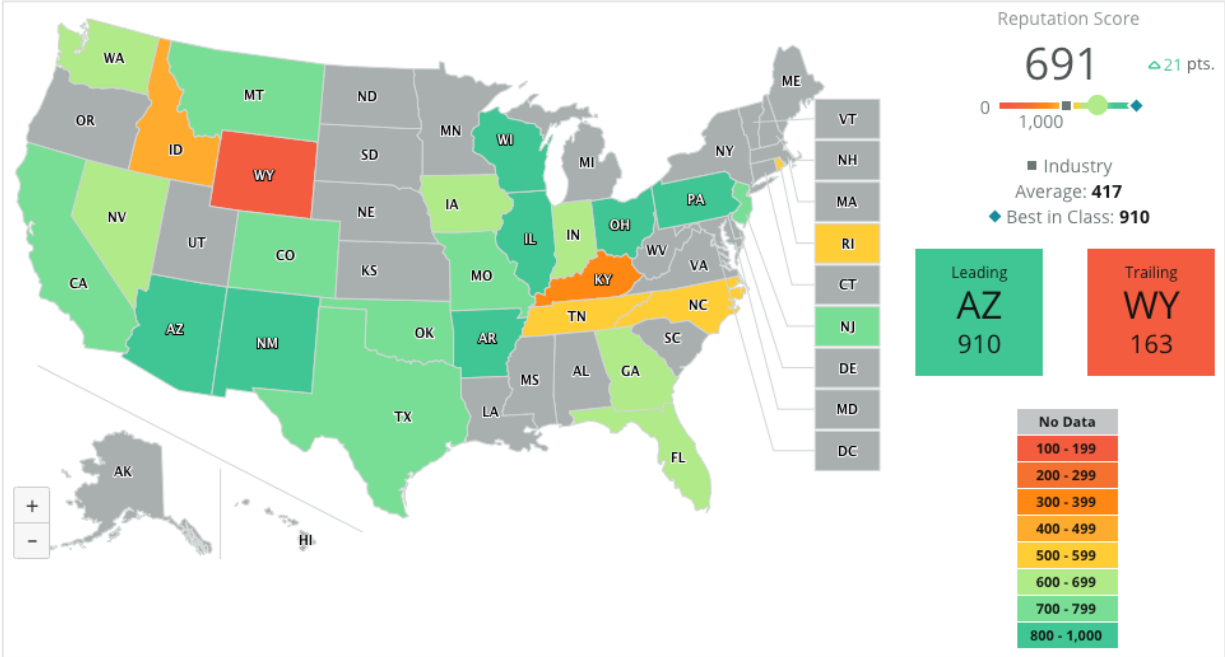 WA
MT
ND
MN
ME
OR
ID
WY
SD
WI
MI
NY
VT
NH
MA
RI
CT
NJ
DE
MD
DC
NV
UT
CO
NE
KS
IA
IL
IN
OH
PA
WV
VA
KY
MO
CA
AZ
NM
OK
AR
TN
NC
SC
TX
LA
MS
AL
GA
FL
AK
HI
+
−
Reputation Score
691
21 pts.
0
1,000
Industry
Average: 417
Best in Class: 910
Leading
AZ
910
Trailing
WY
163
No Data
100 - 199
200 - 299
300 - 399
400 - 499
500 - 599
600 - 699
700 - 799
800 - 1,000